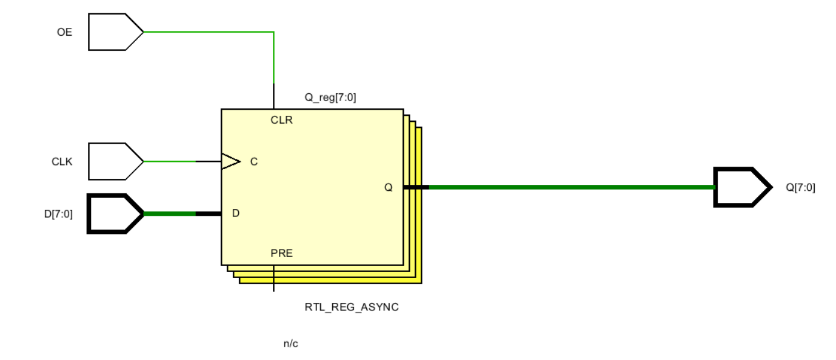 OE
Q_reg[7:0]
CLR
CLK
C
Q
Q[7:0]
D[7:0]
D
PRE
RTL_REG_ASYNC
n/c